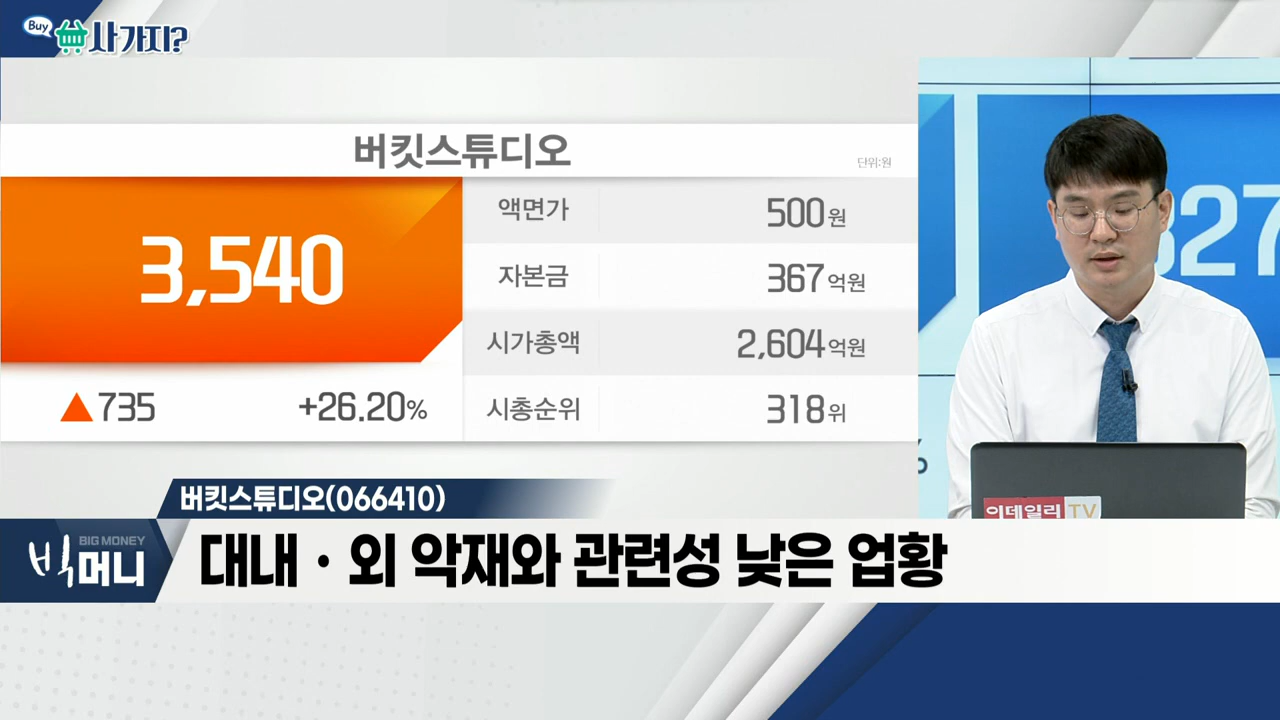 Buy 사가지?
버킷스튜디오
단위:원
3,540
▲735 +26.20%
액면가 500원
자본금 367억원
시가총액 2,604억원
시총순위 318위
327
%
이데일리TV
버킷스튜디오(066410)
BIG MONEY
빅머니
대내·외 악재와 관련성 낮은 업황